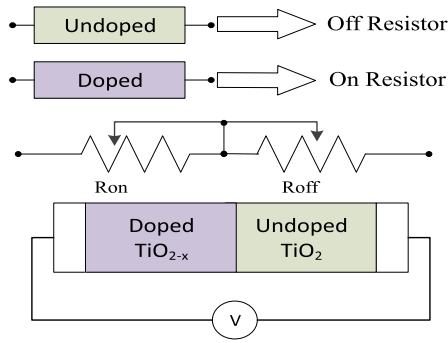 Undoped
Off Resistor
Doped
On Resistor
Ron
Roff
Doped
TiO₂₋ₓ
Undoped
TiO₂
V